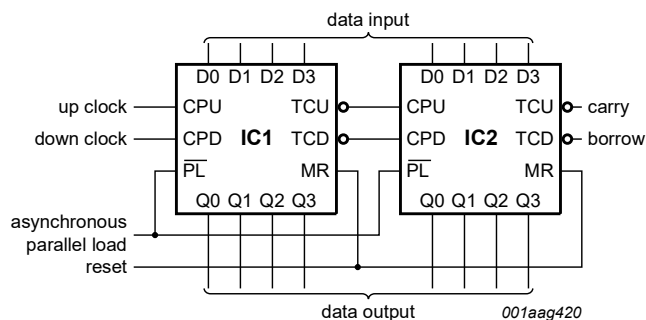 data input
D0 D1 D2 D3
D0 D1 D2 D3
up clock
CPU
TCU
CPU
TCU
carry
down clock
CPD
IC1
TCD
CPD
IC2
TCD
borrow
PL
MR
PL
MR
Q0 Q1 Q2 Q3
Q0 Q1 Q2 Q3
asynchronous
parallel load
reset
data output
001aag420